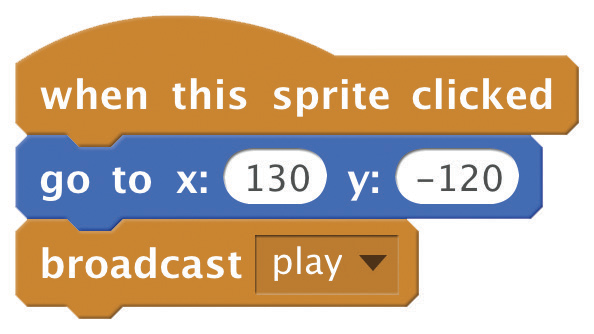 when this sprite clicked
go to x: 130 y: -120
broadcast play